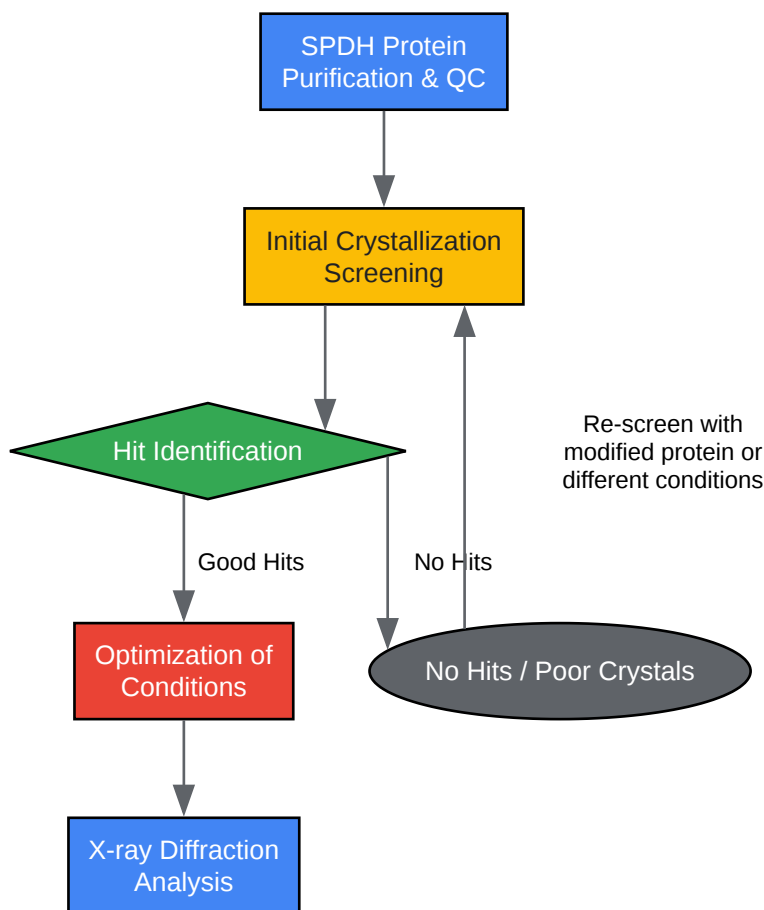 SPDH Protein
Purification & QC
Initial Crystallization
Screening
Hit Identification
Re-screen with
modified protein or
different conditions
Good Hits
No Hits
Optimization of
Conditions
No Hits / Poor Crystals
X-ray Diffraction
Analysis